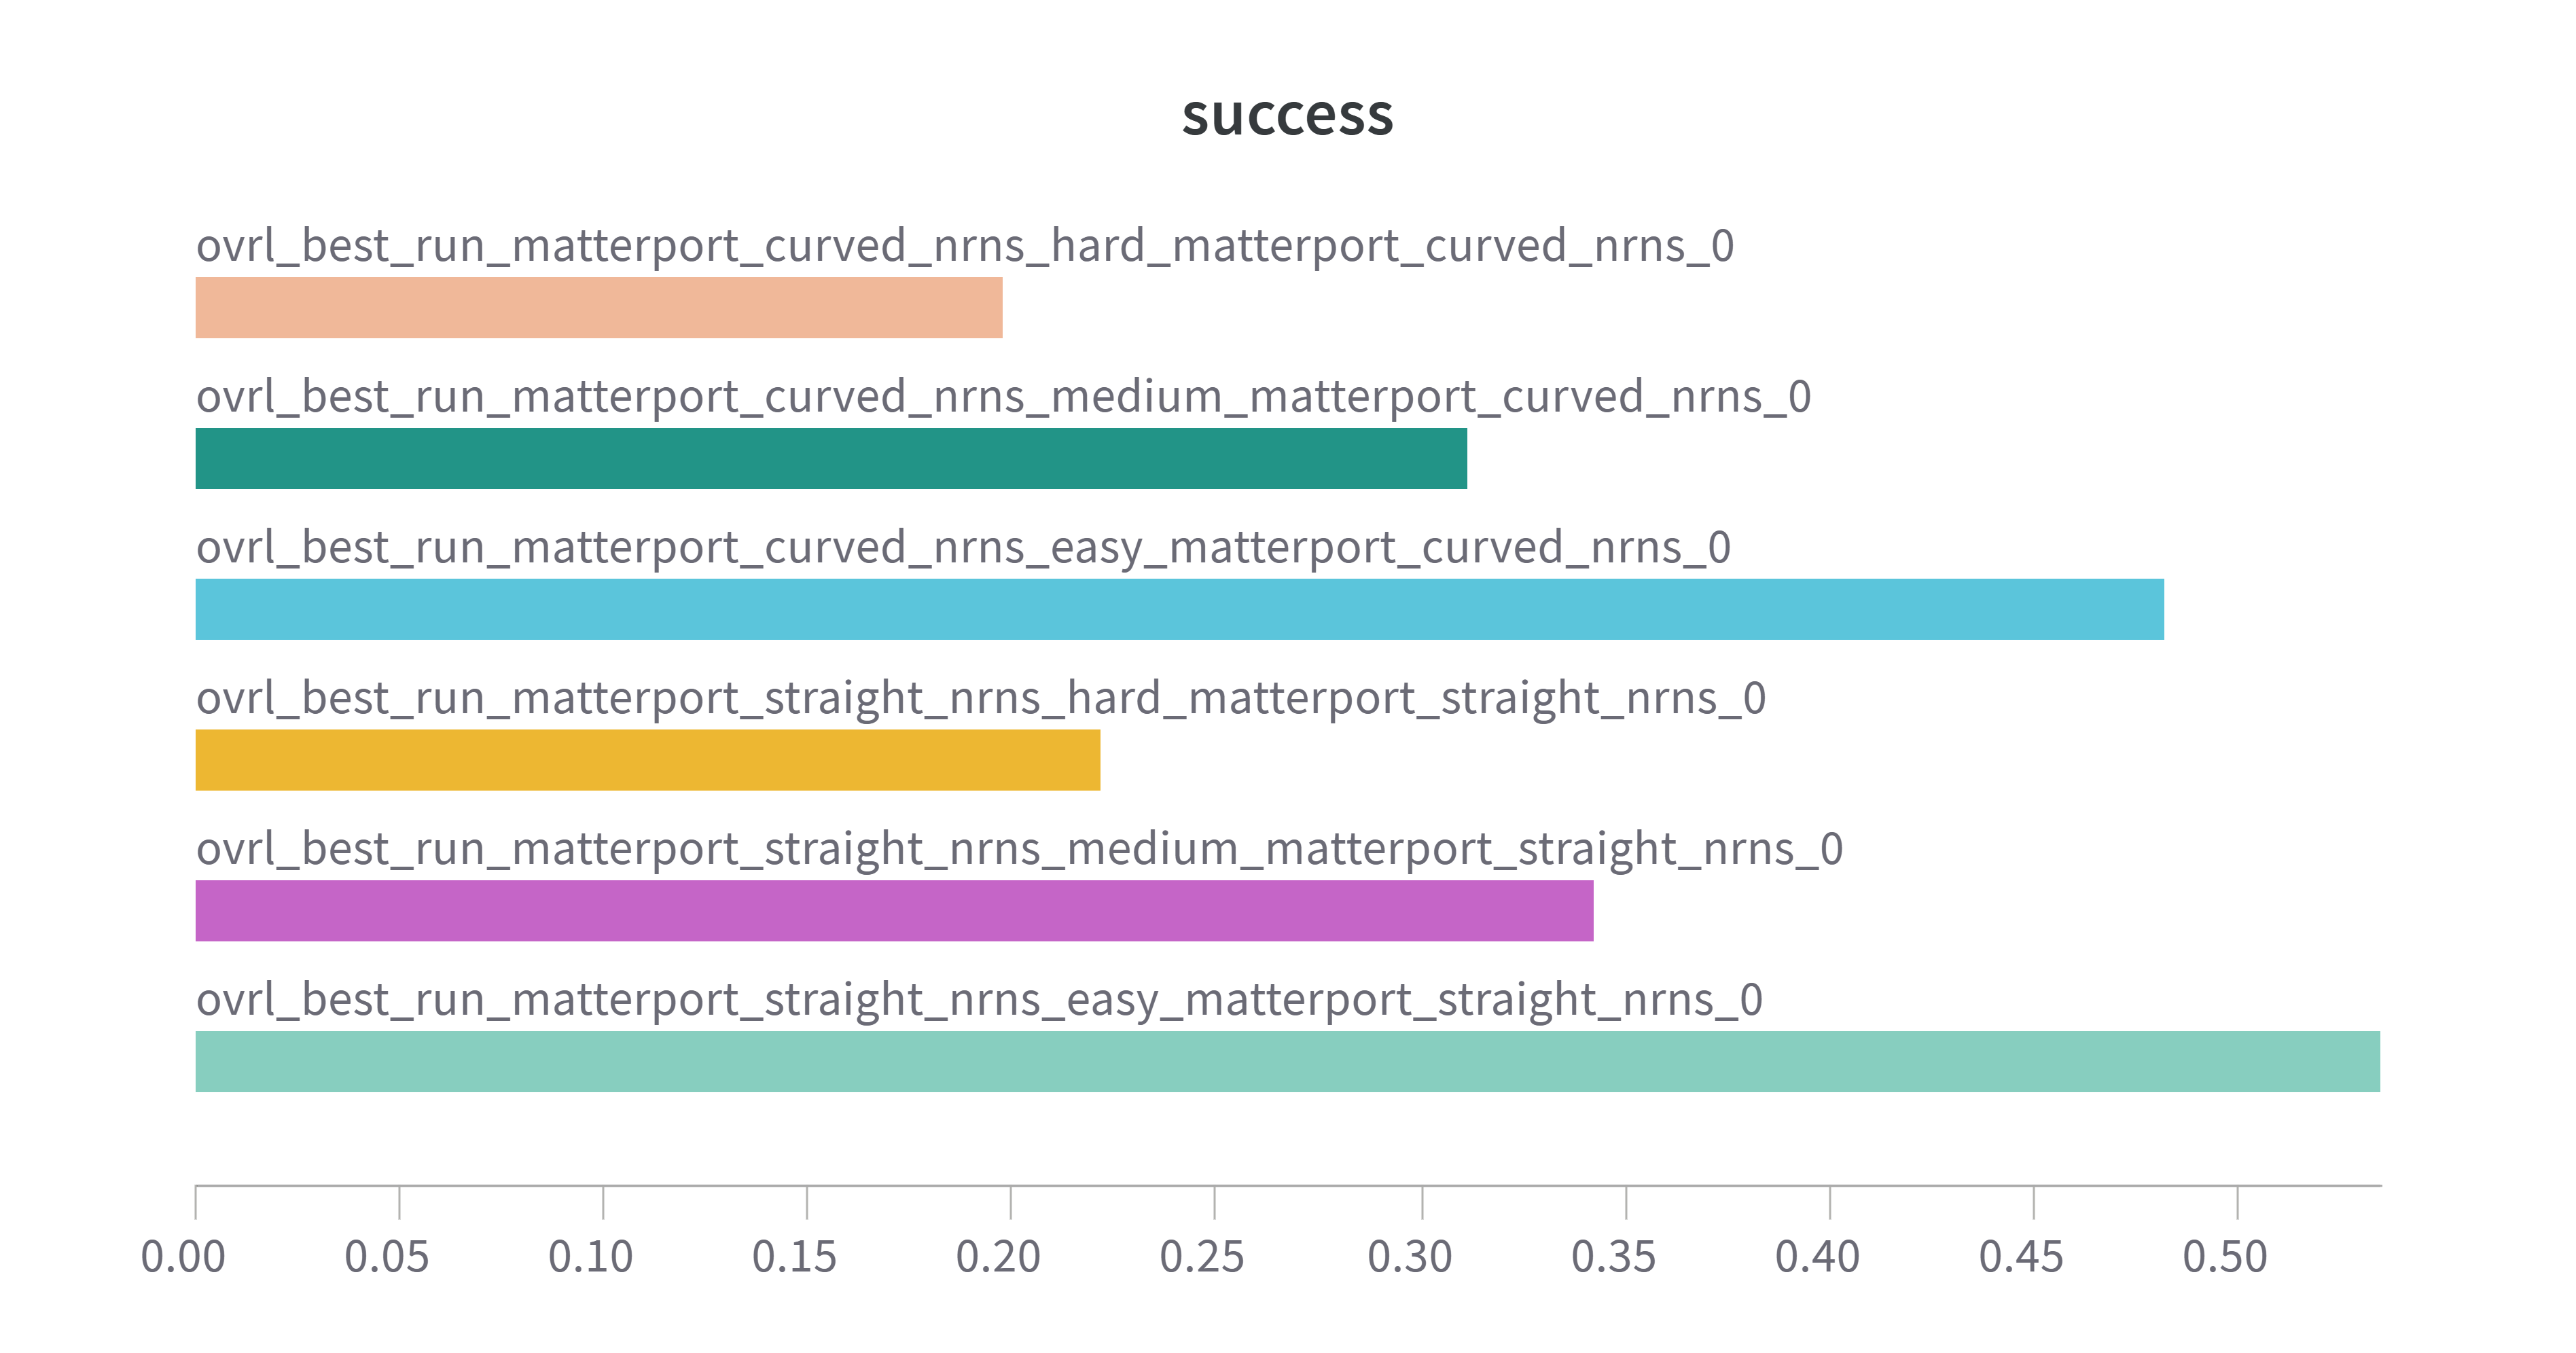 success
ovrl_best_run_matterport_curved_nrns_hard_matterport_curved_nrns_0
ovrl_best_run_matterport_curved_nrns_medium_matterport_curved_nrns_0
ovrl_best_run_matterport_curved_nrns_easy_matterport_curved_nrns_0
ovrl_best_run_matterport_straight_nrns_hard_matterport_straight_nrns_0
ovrl_best_run_matterport_straight_nrns_medium_matterport_straight_nrns_0
ovrl_best_run_matterport_straight_nrns_easy_matterport_straight_nrns_0
0.00 0.05 0.10 0.15 0.20 0.25 0.30 0.35 0.40 0.45 0.50